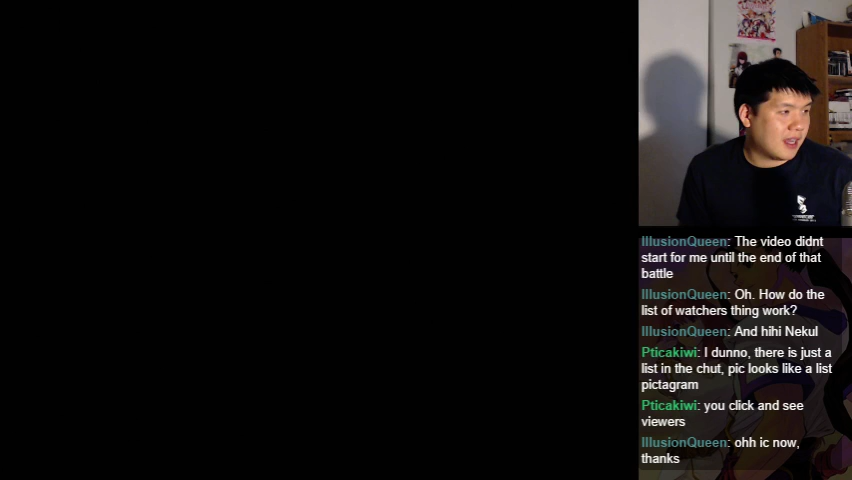 IllusionQueen: The video didnt
start for me until the end of that
battle
IllusionQueen: Oh. How do the
list of watchers thing work?
IllusionQueen: And hihi Nekul
Pticakiwi: I dunno, there is just a
list in the chut, pic looks like a list
pictagram
Pticakiwi: you click and see
viewers
IllusionQueen: ohh ic now,
thanks